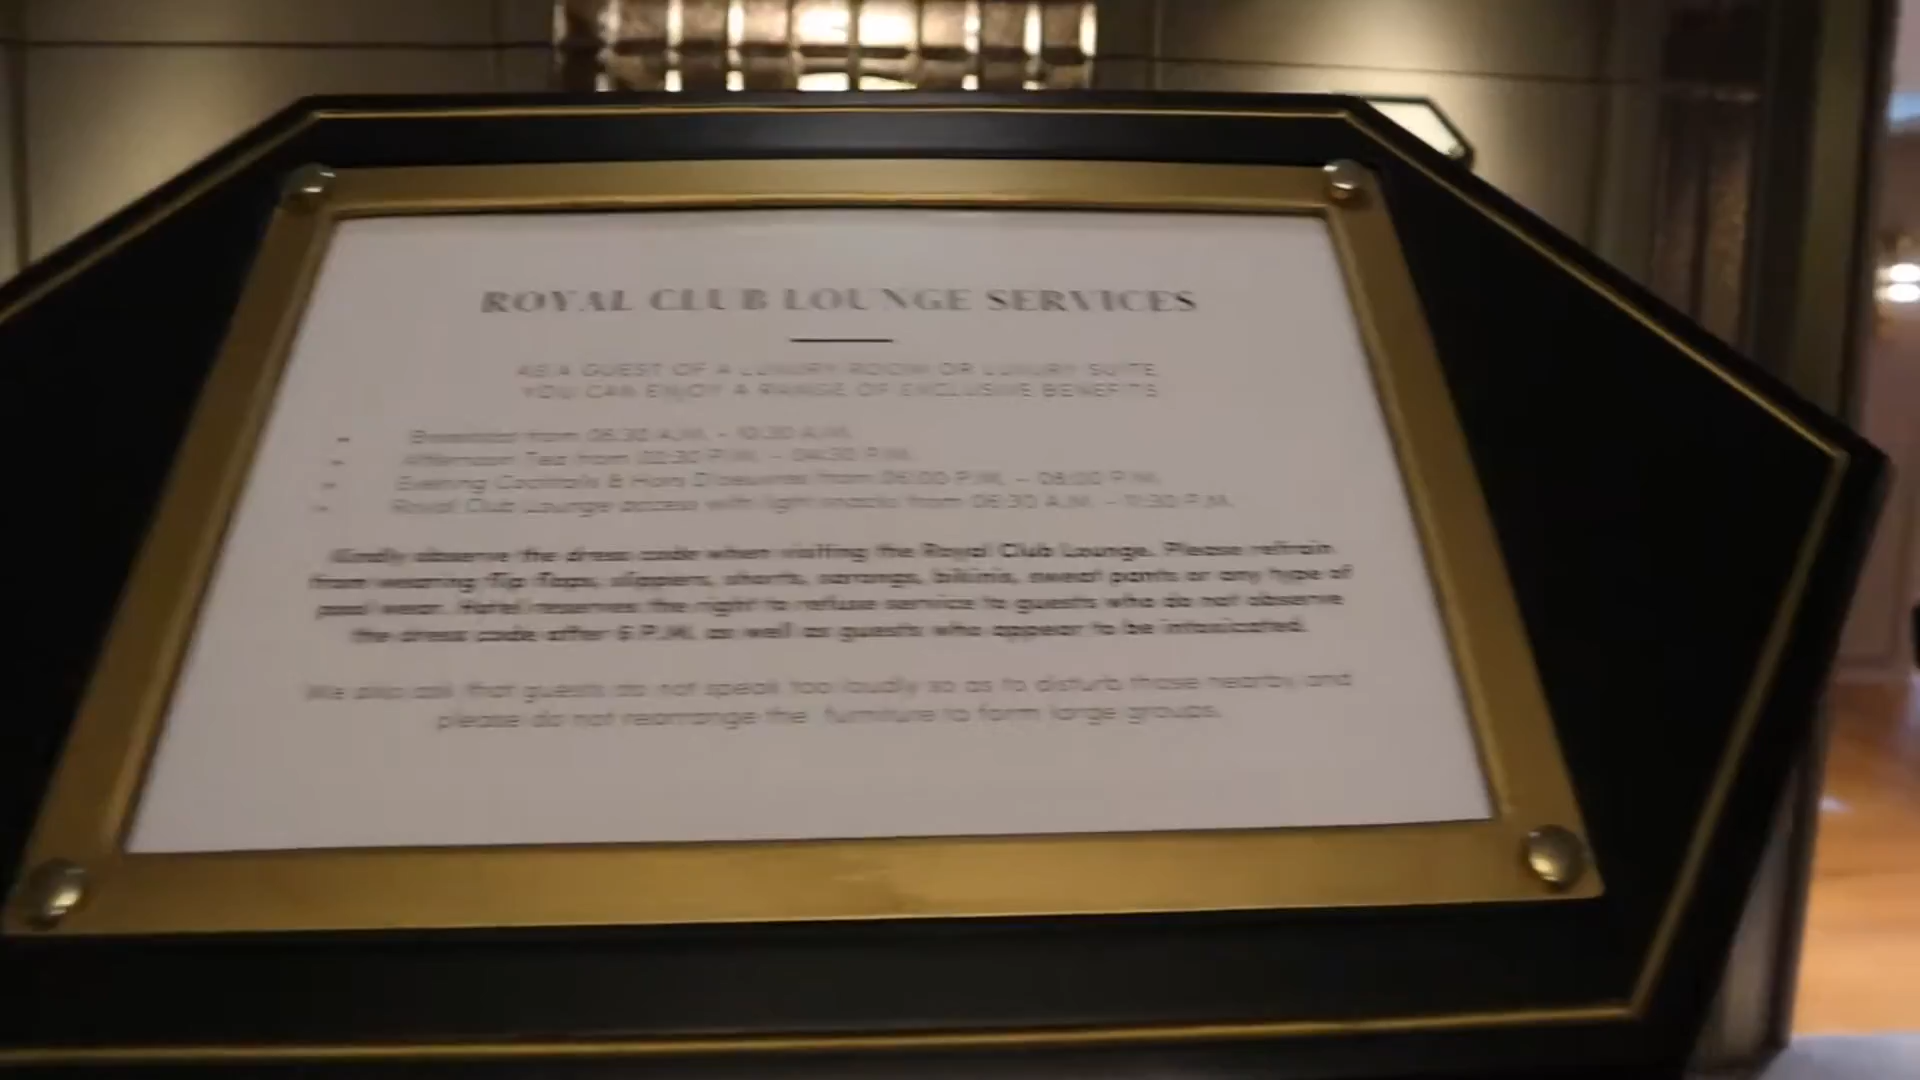 ROYAL CLUB LOUNGE SERVICES
AS A GUEST OF A LUXURY ROOM OR LUXURY SUITE
YOU CAN ENJOY A RANGE OF EXCLUSIVE BENEFITS
- Breakfast from 06:30 A.M. - 10:30 A.M.
- Afternoon Tea from 02:30 P.M. - 04:30 P.M.
- Evening Cocktails & Hors D'oeuvres from 06:00 P.M. - 08:00 P.M.
- Royal Club Lounge access with light snacks from 06:30 A.M. - 11:30 P.M.
Kindly observe the dress code when visiting the Royal Club Lounge. Please refrain
from wearing flip flops, slippers, shorts, sarongs, bikinis, sweat pants or any type of
pool wear. Hotel reserves the right to refuse service to guests who do not observe
the dress code after 6 P.M. as well as guests who appear to be intoxicated.
We also ask that guests do not speak too loudly so as to disturb those nearby and
please do not rearrange the furniture to form large groups.